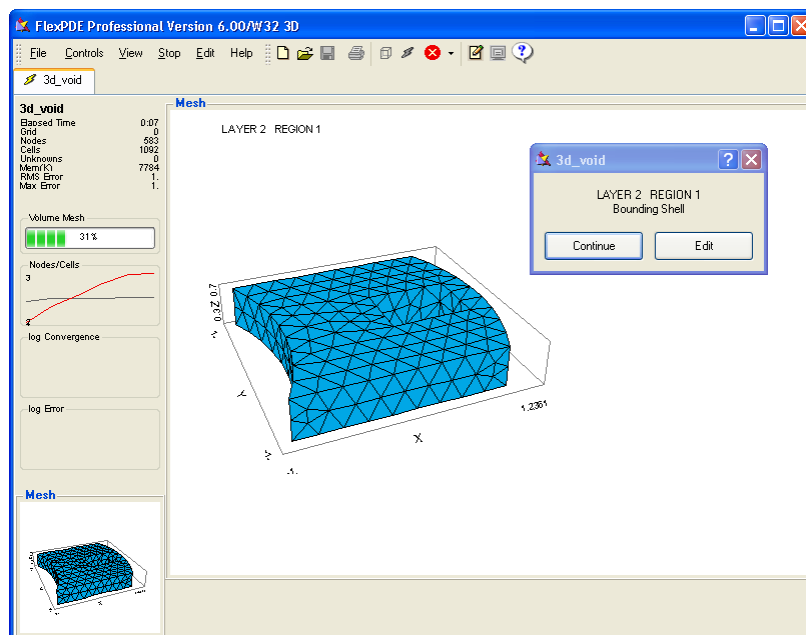 FlexPDE Professional Version 6.00/W32 3D
File Controls View Stop Edit Help
3d_void
3d_void
Elapsed Time 0:07
Grid 0
Nodes 583
Cells 1092
Unknowns 0
Mem(K) 7784
RMS Error 1.
Max Error 1.
Volume Mesh
31%
Nodes/Cells
3
2
log Convergence
log Error
Mesh
Mesh
LAYER 2 REGION 1
0.3 Z 0.7
Y
X
-1.
1.2361
3d_void
LAYER 2 REGION 1
Bounding Shell
Continue Edit